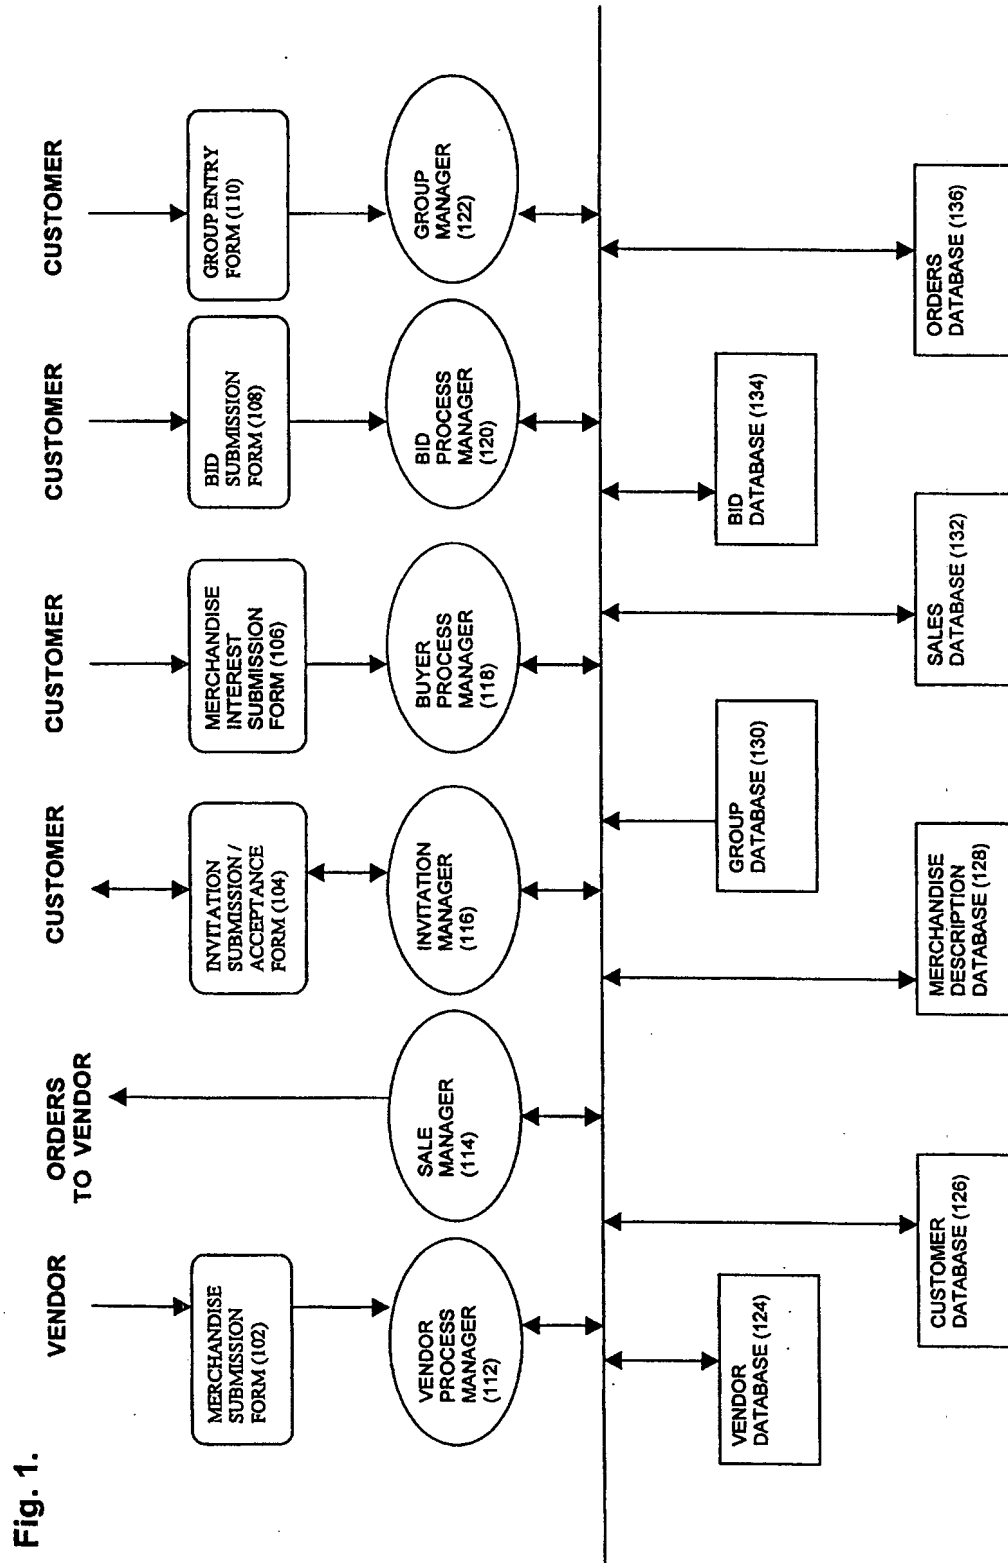 Fig. 1.
VENDOR
ORDERS
TO VENDOR
CUSTOMER
CUSTOMER
CUSTOMER
CUSTOMER
MERCHANDISE
SUBMISSION
FORM (102)
INVITATION
SUBMISSION /
ACCEPTANCE
FORM (104)
MERCHANDISE
INTEREST
SUBMISSION
FORM (106)
BID
SUBMISSION
FORM (108)
GROUP ENTRY
FORM (110)
VENDOR
PROCESS
MANAGER
(112)
SALE
MANAGER
(114)
INVITATION
MANAGER
(116)
BUYER
PROCESS
MANAGER
(118)
BID
PROCESS
MANAGER
(120)
GROUP
MANAGER
(122)
VENDOR
DATABASE (124)
GROUP
DATABASE (130)
BID
DATABASE (134)
CUSTOMER
DATABASE (126)
MERCHANDISE
DESCRIPTION
DATABASE (128)
SALES
DATABASE (132)
ORDERS
DATABASE (136)